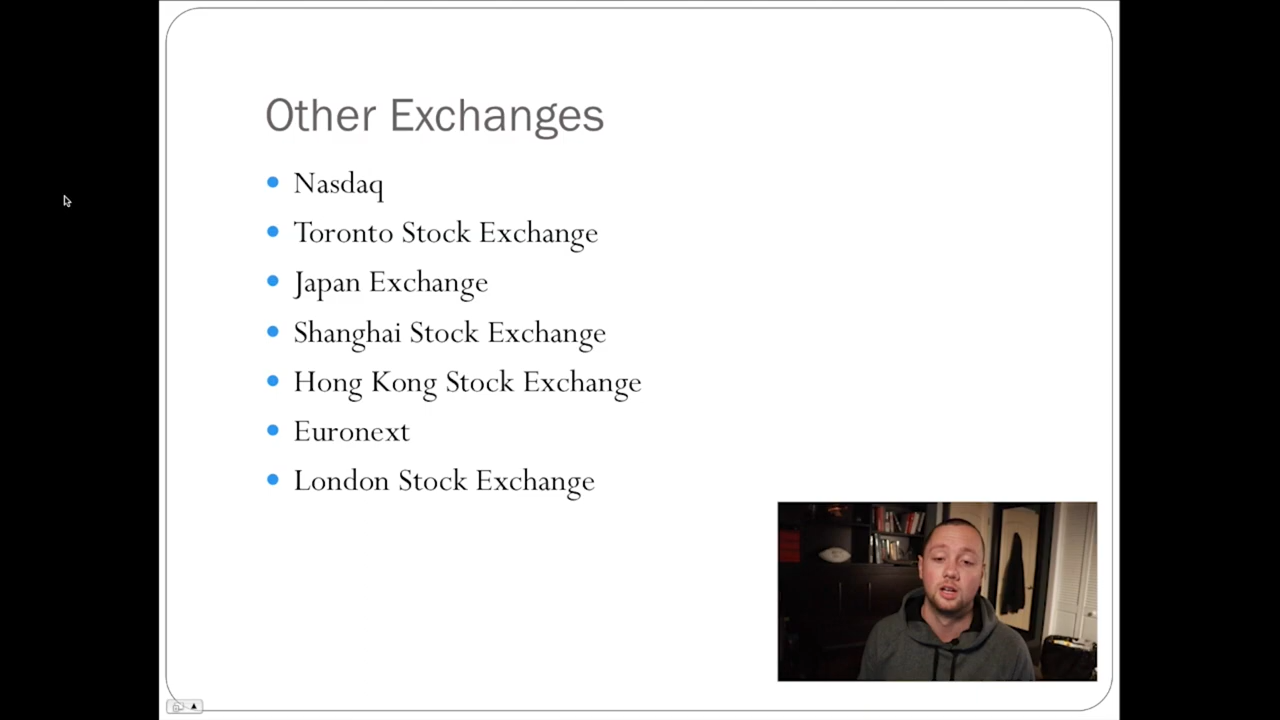 Other Exchanges
Nasdaq
Toronto Stock Exchange
Japan Exchange
Shanghai Stock Exchange
Hong Kong Stock Exchange
Euronext
London Stock Exchange